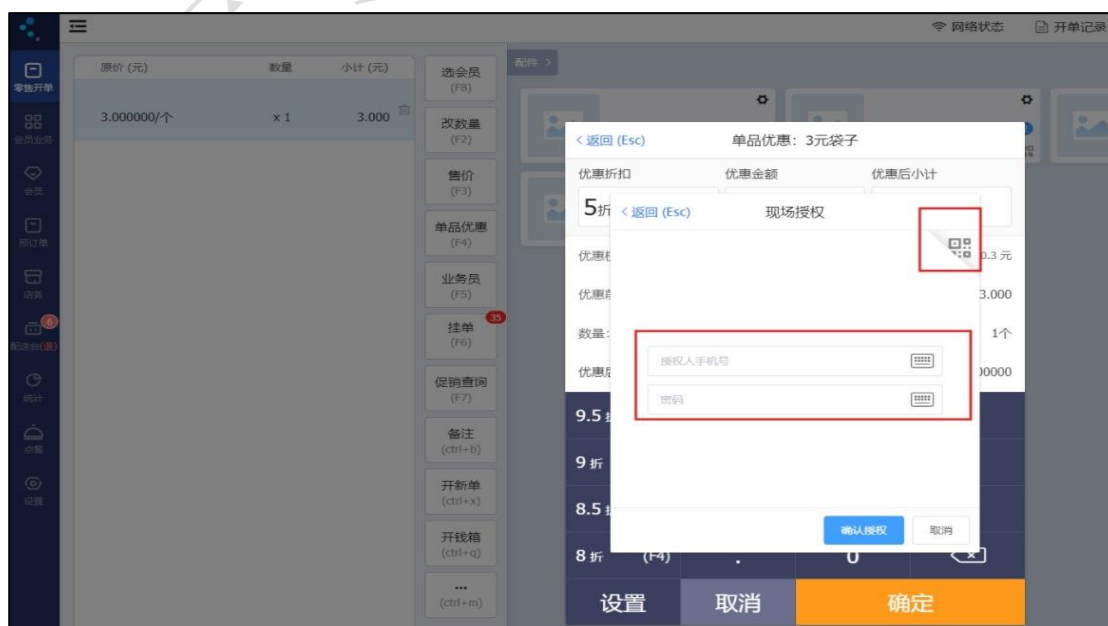 网络状态
开单记录
零售开单
会员业务
会员
预订单
店务
6
配送台(退)
统计
点餐
设置
原价 (元) 数量 小计 (元)
3.000000/个 x 1 3.000
选会员
(F8)
改数量
(F2)
售价
(F3)
单品优惠
(F4)
业务员
(F5)
挂单
(F6)
35
促销查询
(F7)
备注
(ctrl+b)
开新单
(ctrl+x)
开钱箱
(ctrl+q)
...
(ctrl+m)
配件 >
< 返回 (Esc) 单品优惠：3元袋子
优惠折扣 优惠金额 优惠后小计
5折
< 返回 (Esc) 现场授权
0.3 元
3.000
数量: 1个
授权人手机号
密码
确认授权 取消
9.5
9 折
8.5
8 折 (F4) . 0
设置 取消 确定